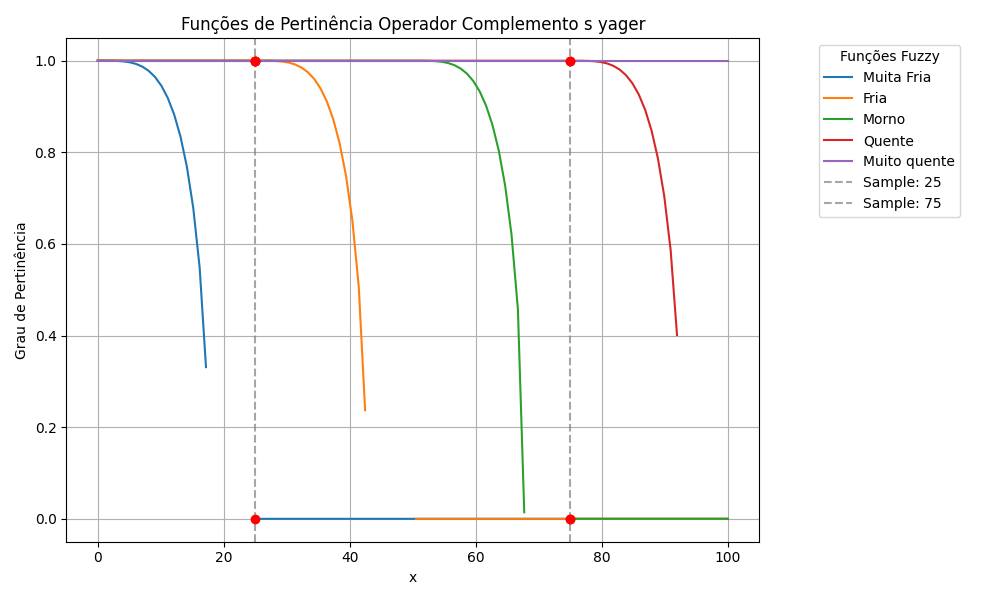 Funções de Pertinência Operador Complemento s yager
Grau de Pertinência
1.0
0.8
0.6
0.4
0.2
0.0
0 20 40 60 80 100
x
Funções Fuzzy
Muita Fria
Fria
Morno
Quente
Muito quente
Sample: 25
Sample: 75